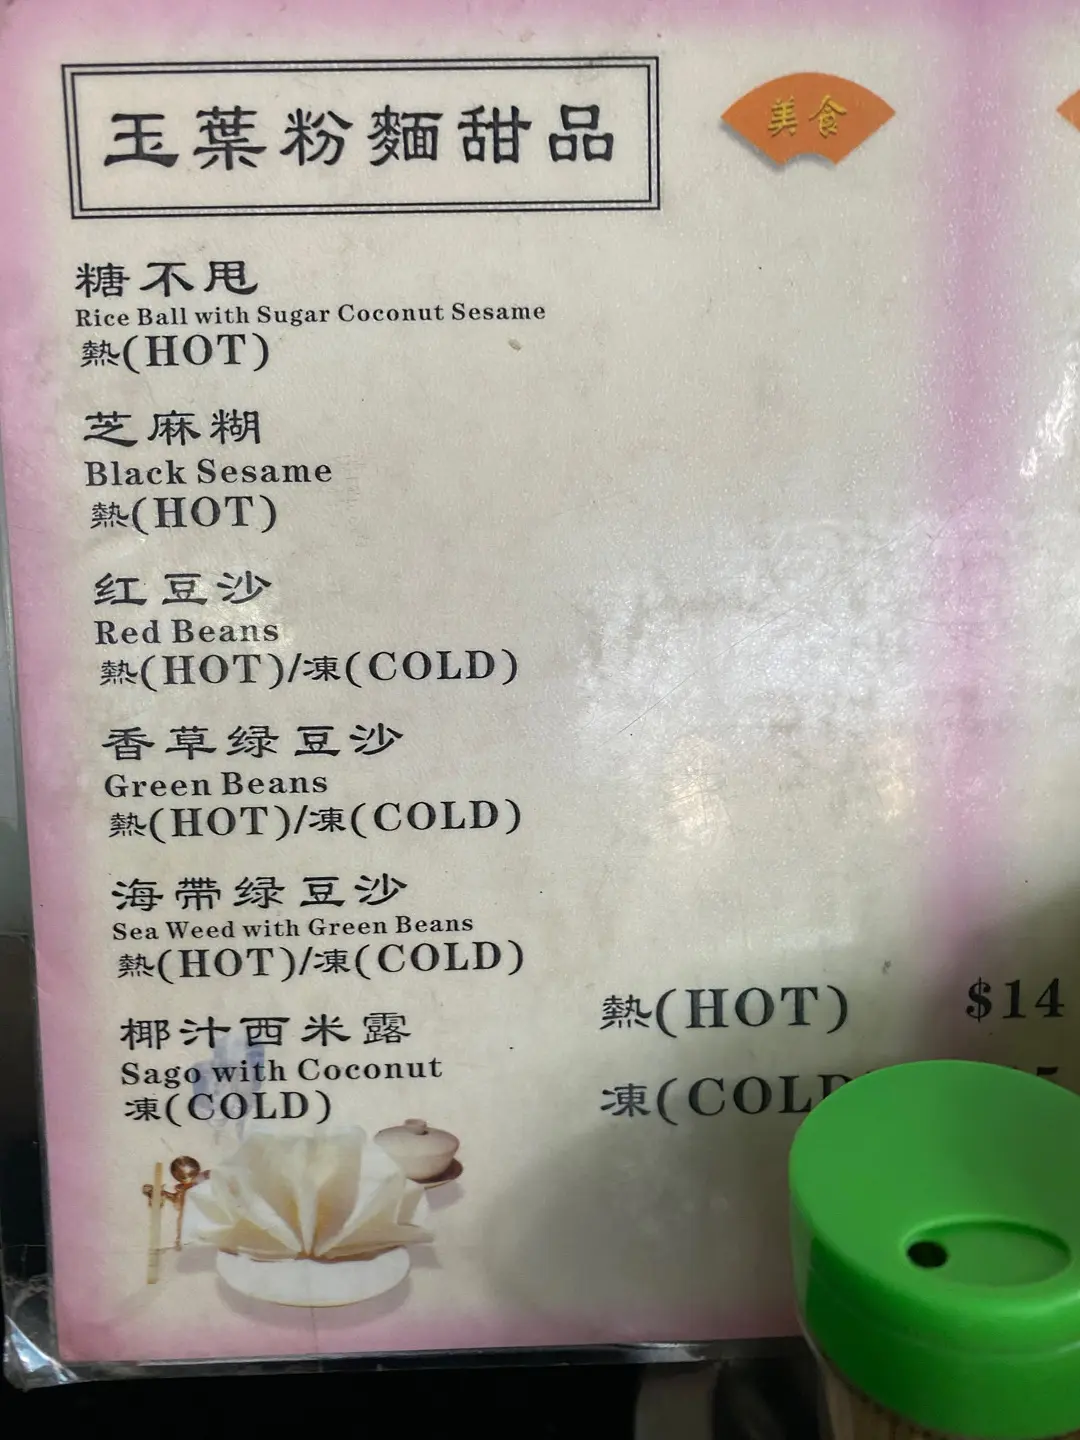 玉葉粉麵甜品
美食
糖不甩
Rice Ball with Sugar Coconut Sesame
熱(HOT)
芝麻糊
Black Sesame
熱(HOT)
红豆沙
Red Beans
熱(HOT)/凍(COLD)
香草绿豆沙
Green Beans
熱(HOT)/凍(COLD)
海帶绿豆沙
Sea Weed with Green Beans
熱(HOT)/凍(COLD)
椰汁西米露
Sago with Coconut
凍(COLD)
熱(HOT) $14
凍(COL